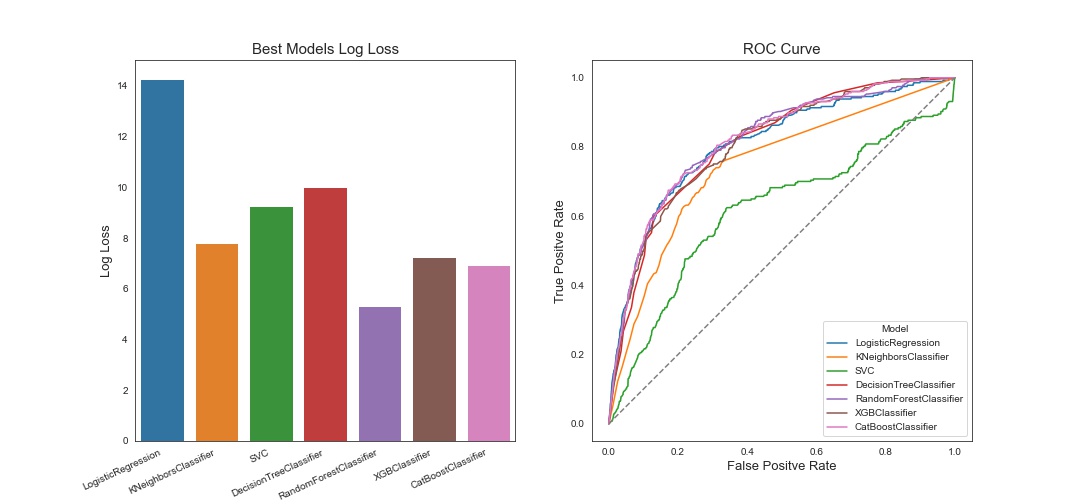 Best Models Log Loss
Log Loss
14
12
10
8
6
4
2
0
LogisticRegression
KNeighborsClassifier
SVC
DecisionTreeClassifier
RandomForestClassifier
XGBClassifier
CatBoostClassifier
ROC Curve
True Positve Rate
1.0
0.8
0.6
0.4
0.2
0.0
0.0 0.2 0.4 0.6 0.8 1.0
False Positve Rate
Model
LogisticRegression
KNeighborsClassifier
SVC
DecisionTreeClassifier
RandomForestClassifier
XGBClassifier
CatBoostClassifier